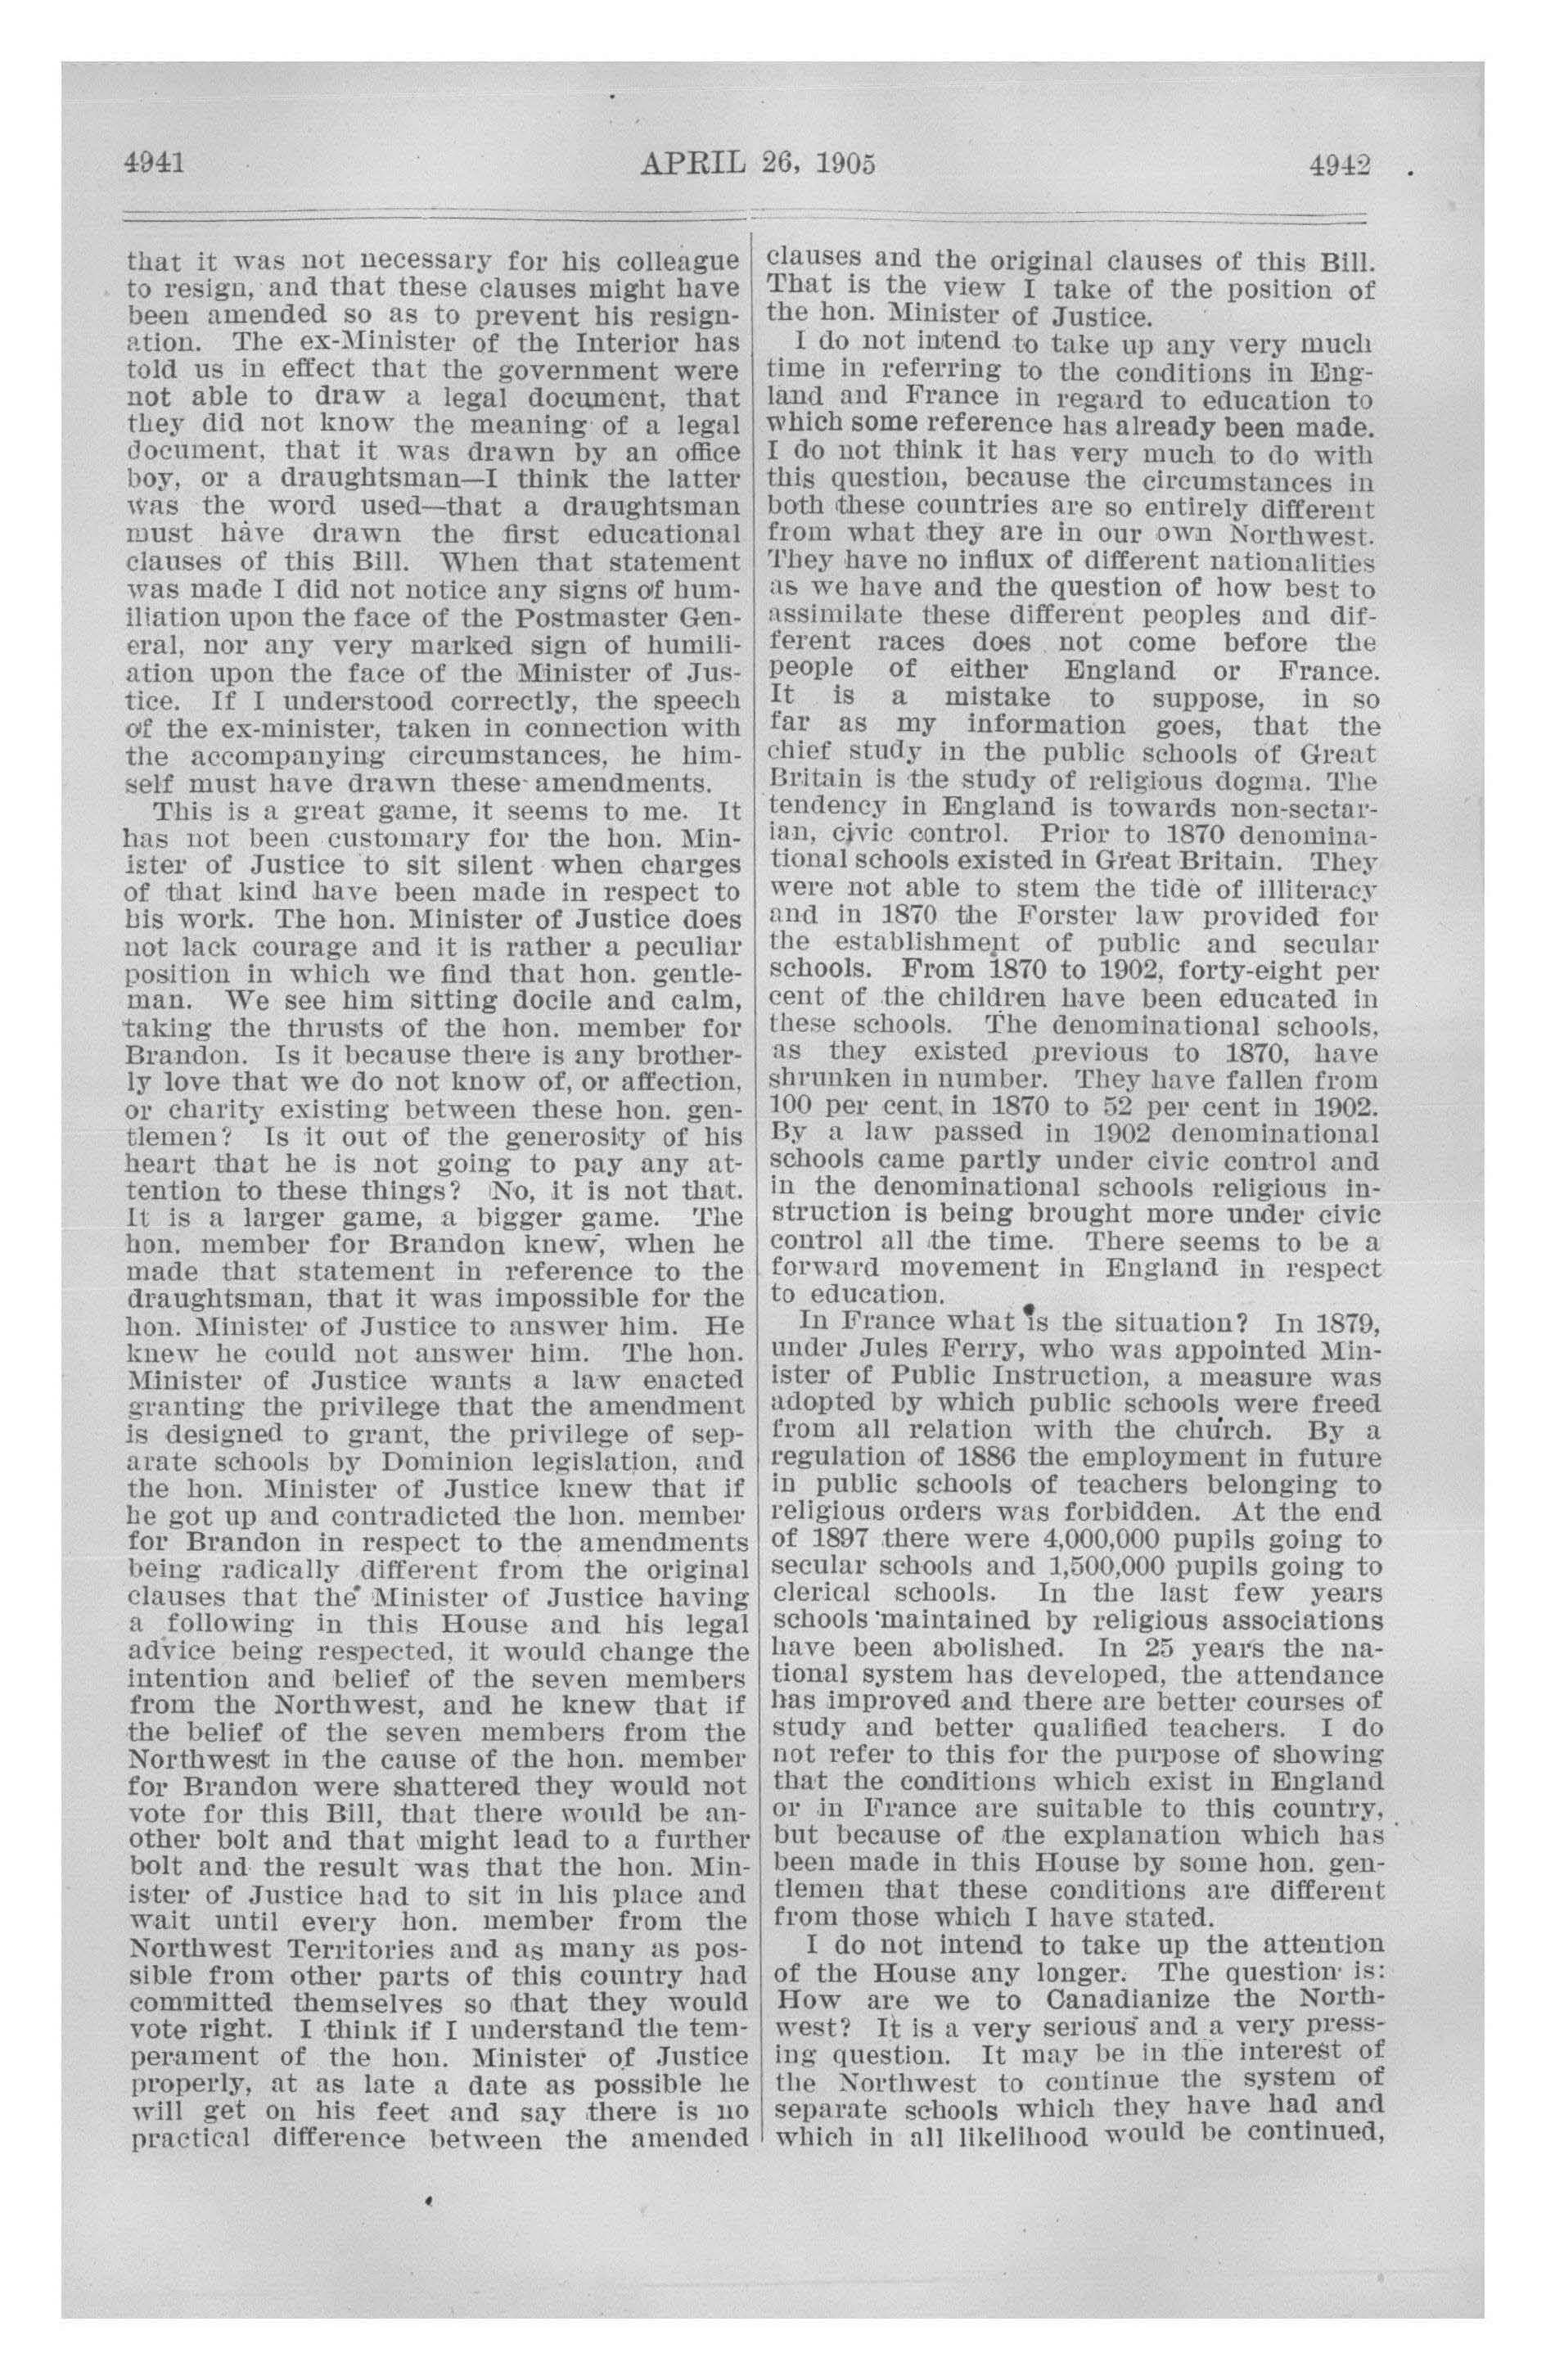 4941
APRIL 26, 1905
4942
that it was not necessary for his colleague
to resign, and that these clauses might have
been amended so as to prevent his resign-
ation. The ex-Minister of the Interior has
told us in effect that the government were
not able to draw a legal document, that
they did not know the meaning of a legal
document, that it was drawn by an office
boy, or a draughtsman—I think the latter
was the word used—that a draughtsman
must have drawn the first educational
clauses of this Bill. When that statement
was made I did not notice any signs of hum-
iliation upon the face of the Postmaster Gen-
eral, nor any very marked sign of humili-
ation upon the face of the Minister of Jus-
tice. If I understood correctly, the speech
of the ex-minister, taken in connection with
the accompanying circumstances, he him-
self must have drawn these amendments.
This is a great game, it seems to me. It
has not been customary for the hon. Min-
ister of Justice to sit silent when charges
of that kind have been made in respect to
his work. The hon. Minister of Justice does
not lack courage and it is rather a peculiar
position in which we find that hon. gentle-
man. We see him sitting docile and calm,
taking the thrusts of the hon. member for
Brandon. Is it because there is any brother-
ly love that we do not know of, or affection,
or charity existing between these hon. gen-
tlemen? Is it out of the generosity of his
heart that he is not going to pay any at-
tention to these things? No, it is not that.
It is a larger game, a bigger game. The
hon. member for Brandon knew, when he
made that statement in reference to the
draughtsman, that it was impossible for the
hon. Minister of Justice to answer him. He
knew he could not answer him. The hon.
Minister of Justice wants a law enacted
granting the privilege that the amendment
is designed to grant, the privilege of sep-
arate schools by Dominion legislation, and
the hon. Minister of Justice knew that if
he got up and contradicted the hon. member
for Brandon in respect to the amendments
being radically different from the original
clauses that the Minister of Justice having
a following in this House and his legal
advice being respected, it would change the
intention and belief of the seven members
from the Northwest, and he knew that if
the belief of the seven members from the
Northwest in the cause of the hon. member
for Brandon were shattered they would not
vote for this Bill, that there would be an-
other bolt and that might lead to a further
bolt and the result was that the hon. Min-
ister of Justice had to sit in his place and
wait until every hon. member from the
Northwest Territories and as many as pos-
sible from other parts of this country had
committed themselves so that they would
vote right. I think if I understand the tem-
perament of the hon. Minister of Justice
properly, at as late a date as possible he
will get on his feet and say there is no
practical difference between the amended
clauses and the original clauses of this Bill.
That is the view I take of the position of
the hon. Minister of Justice.
I do not intend to take up any very much
time in referring to the conditions in Eng-
land and France in regard to education to
which some reference has already been made.
I do not think it has very much to do with
this question, because the circumstances in
both these countries are so entirely different
from what they are in our own Northwest.
They have no influx of different nationalities
as we have and the question of how best to
assimilate these different peoples and dif-
ferent races does not come before the
people of either England or France.
It is a mistake to suppose, in so
far as my information goes, that the
chief study in the public schools of Great
Britain is the study of religious dogma. The
tendency in England is towards non-sectar-
ian, civic control. Prior to 1870 denomina-
tional schools existed in Great Britain. They
were not able to stem the tide of illiteracy
and in 1870 the Forster law provided for
the establishment of public and secular
schools. From 1870 to 1902, forty-eight per
cent of the children have been educated in
these schools. The denominational schools,
as they existed previous to 1870, have
shrunken in number. They have fallen from
100 per cent. in 1870 to 52 per cent in 1902.
By a law passed in 1902 denominational
schools came partly under civic control and
in the denominational schools religious in-
struction is being brought more under civic
control all the time. There seems to be a
forward movement in England in respect
to education.
In France what is the situation? In 1879,
under Jules Ferry, who was appointed Min-
ister of Public Instruction, a measure was
adopted by which public schools were freed
from all relation with the church. By a
regulation of 1886 the employment in future
in public schools of teachers belonging to
religious orders was forbidden. At the end
of 1897 there were 4,000,000 pupils going to
secular schools and 1,500,000 pupils going to
clerical schools. In the last few years
schools maintained by religious associations
have been abolished. In 25 years the na-
tional system has developed, the attendance
has improved and there are better courses of
study and better qualified teachers. I do
not refer to this for the purpose of showing
that the conditions which exist in England
or in France are suitable to this country,
but because of the explanation which has
been made in this House by some hon. gen-
tlemen that these conditions are different
from those which I have stated.
I do not intend to take up the attention
of the House any longer. The question is:
How are we to Canadianize the North-
west? It is a very serious and a very press-
ing question. It may be in the interest of
the Northwest to continue the system of
separate schools which they have had and
which in all likelihood would be continued,